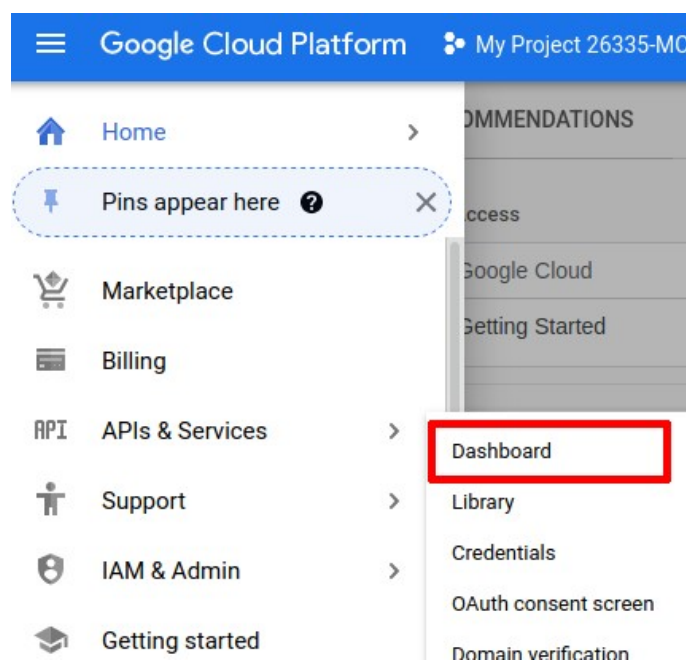 Google Cloud Platform My Project 26335-MC
Home
Pins appear here
Marketplace
Billing
API APIs & Services
Support
IAM & Admin
Getting started
OMMENDATIONS
ccess
Google Cloud
Getting Started
Dashboard
Library
Credentials
OAuth consent screen
Domain verification